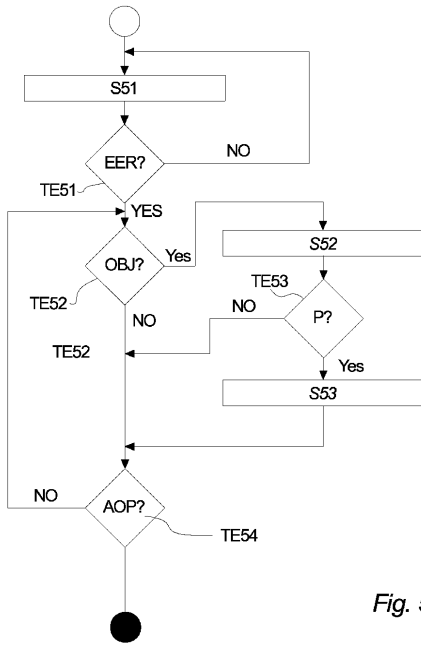 S51
EER?
NO
TE51
YES
OBJ?
Yes
S52
TE52
TE53
NO
NO
P?
TE52
Yes
S53
NO
AOP?
TE54
Fig.